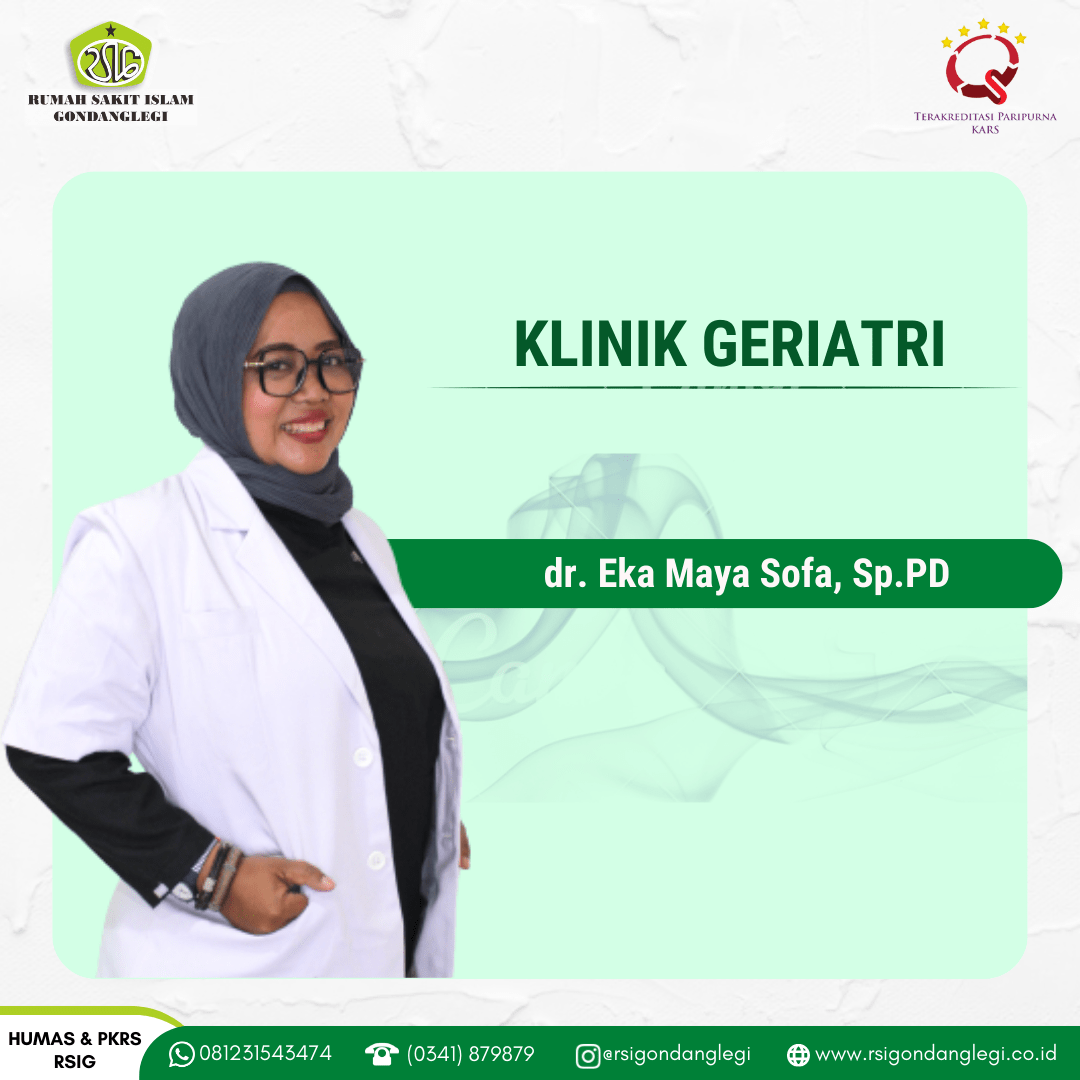 RUMAH SAKIT ISLAM
GONDANGLEGI
TERAKREDITASI PARIPURNA
KARS
KLINIK GERIATRI
dr. Eka Maya Sofa, Sp.PD
HUMAS & PKRS
RSIG
081231543474
(0341) 879879
@rsigondanglegi
www.rsigondanglegi.co.id